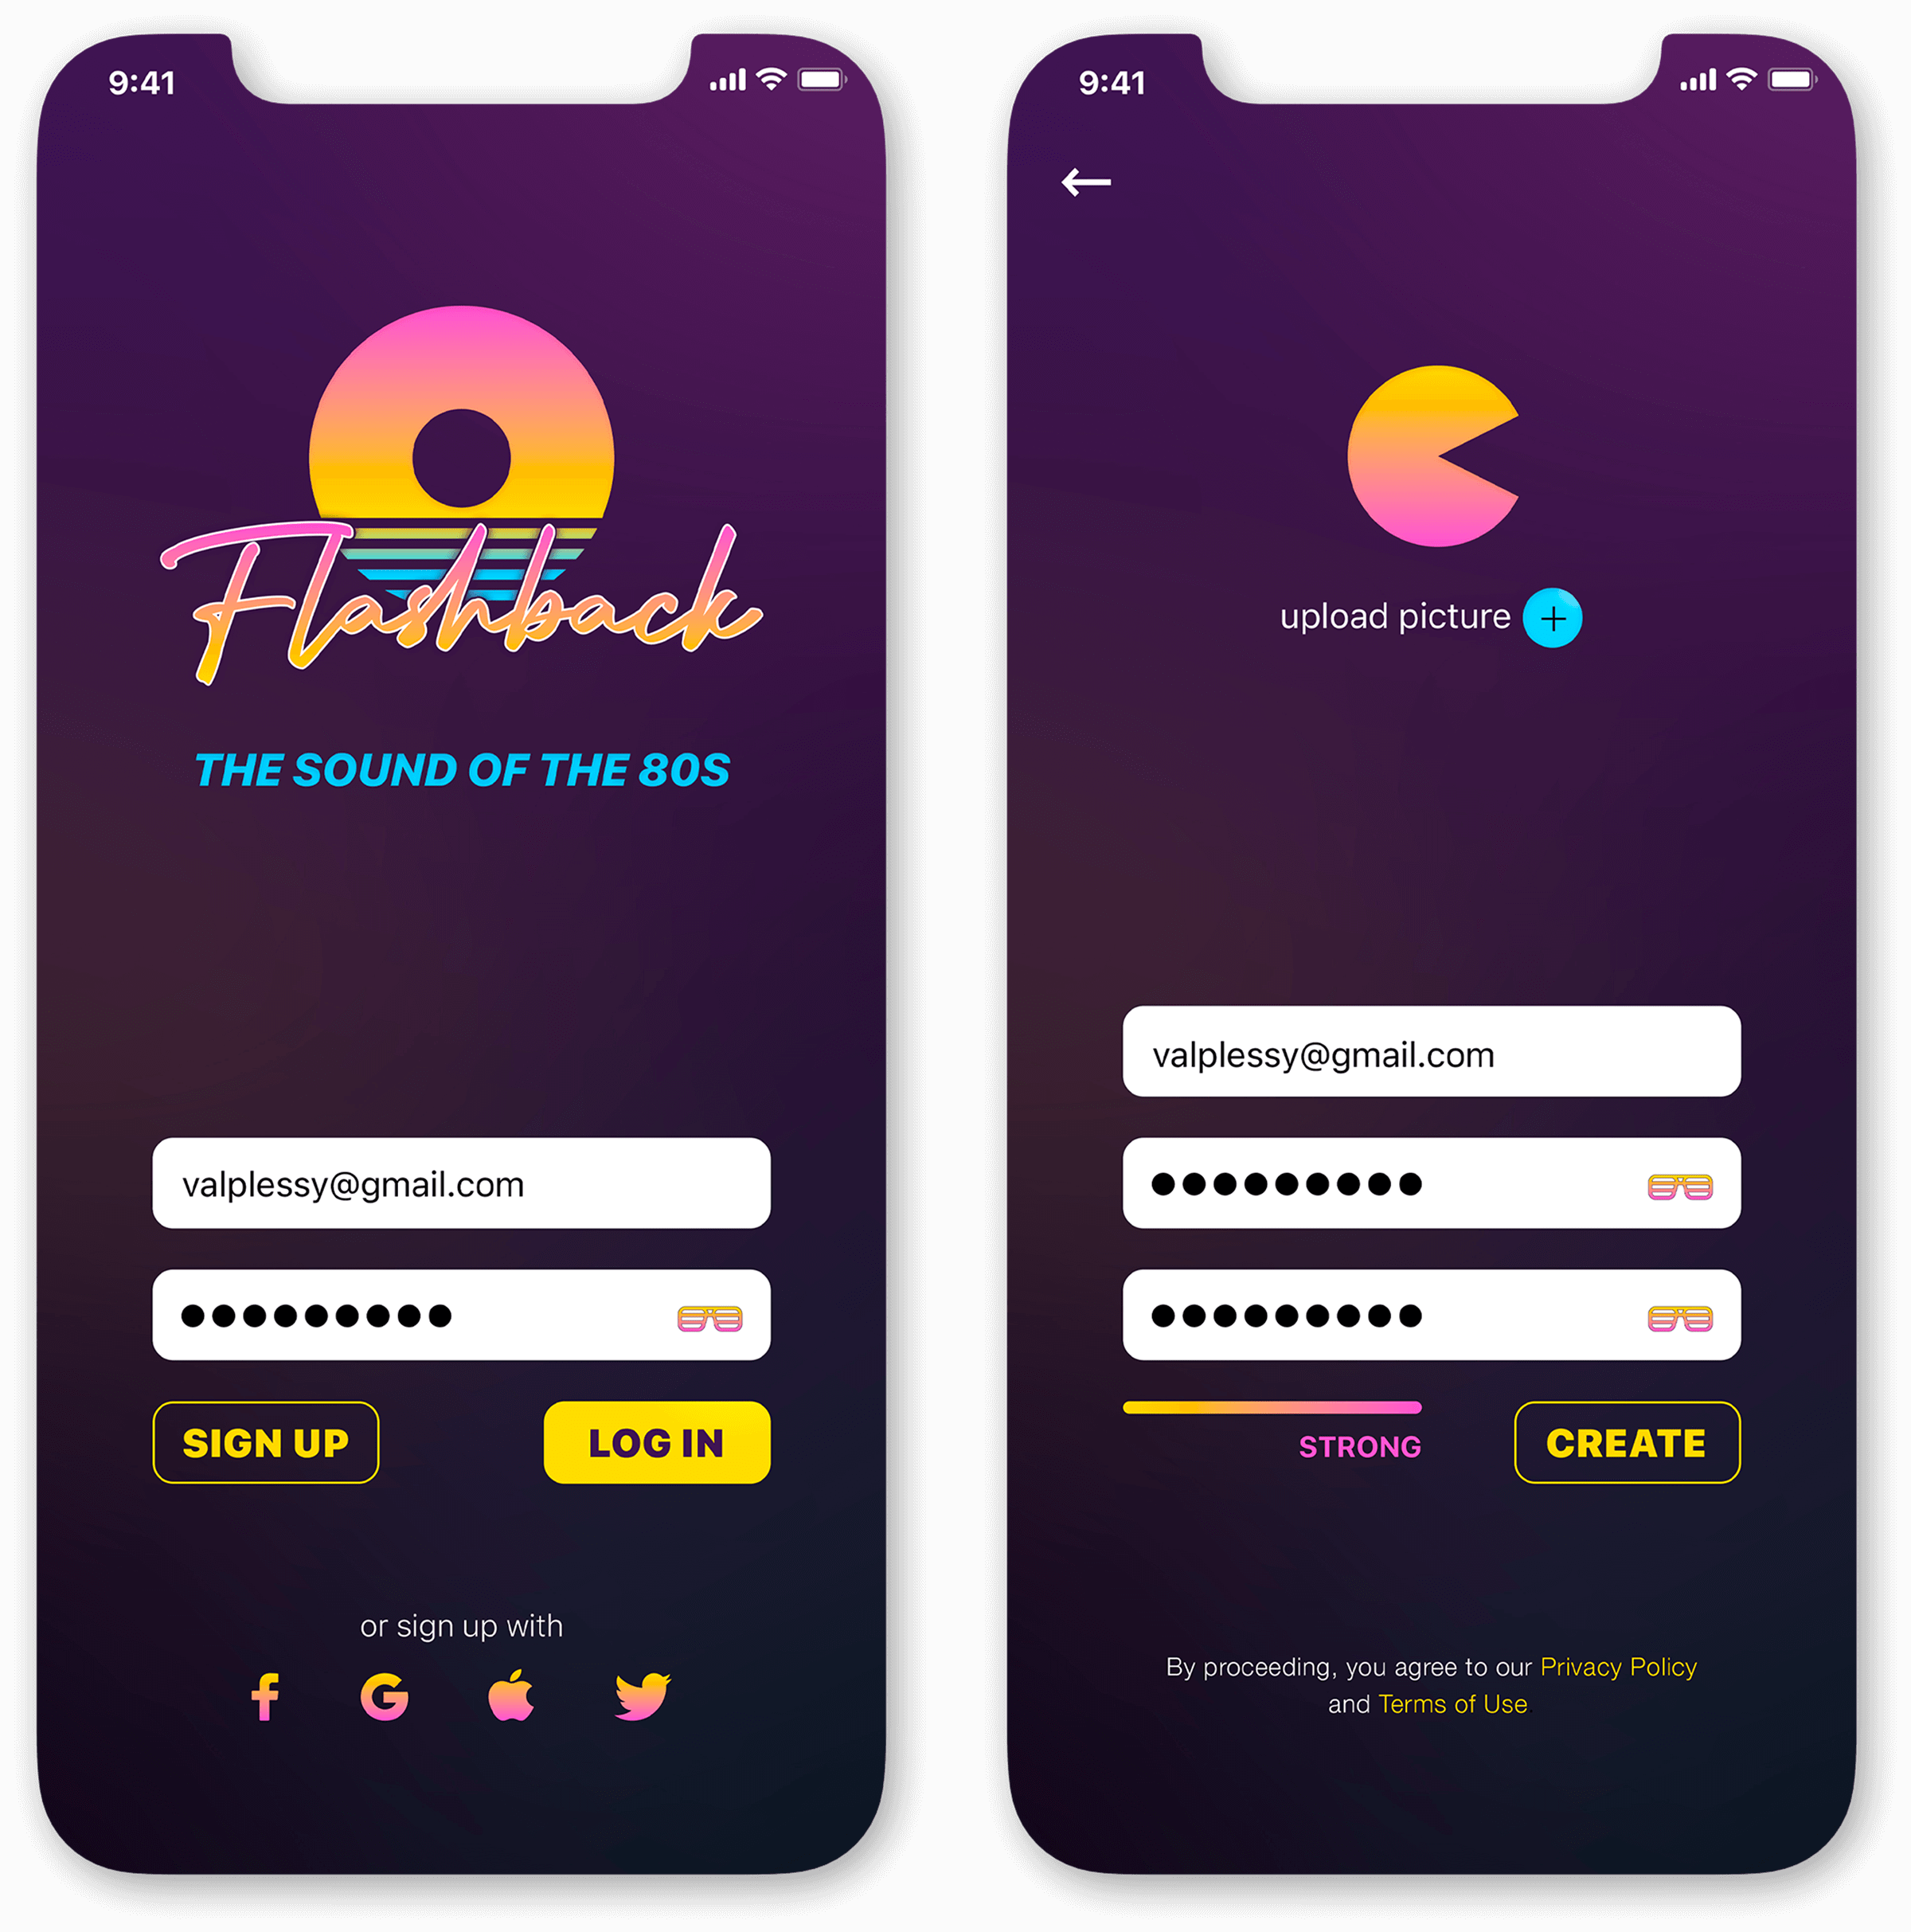 9:41
Flashback
THE SOUND OF THE 80S
valplessy@gmail.com
SIGN UP
LOG IN
or sign up with
9:41
upload picture
valplessy@gmail.com
STRONG
CREATE
By proceeding, you agree to our Privacy Policy
and Terms of Use